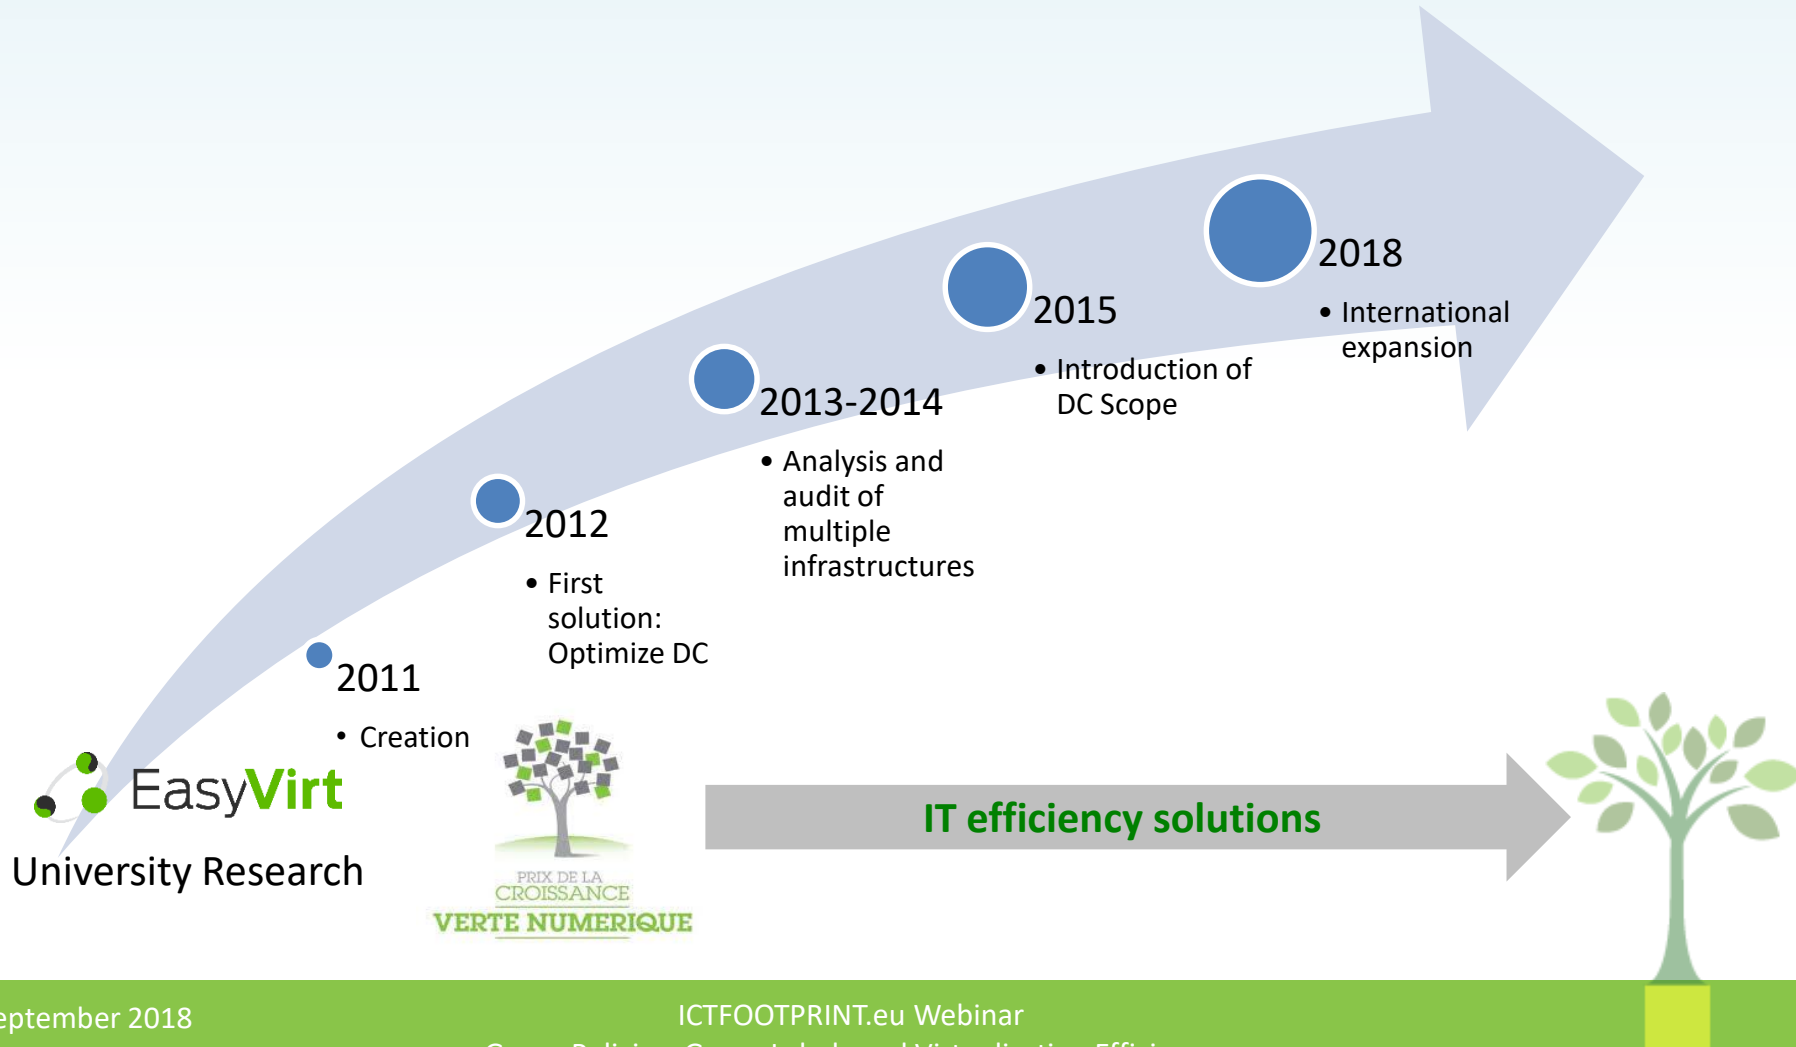 2018
• International
expansion
2015
• Introduction of
DC Scope
2013-2014
• Analysis and
audit of
multiple
infrastructures
2012
• First
solution:
Optimize DC
2011
• Creation
EasyVirt
University Research
PRIX DE LA
CROISSANCE
VERTE NUMERIQUE
IT efficiency solutions
eptember 2018
ICTFOOTPRINT.eu Webinar